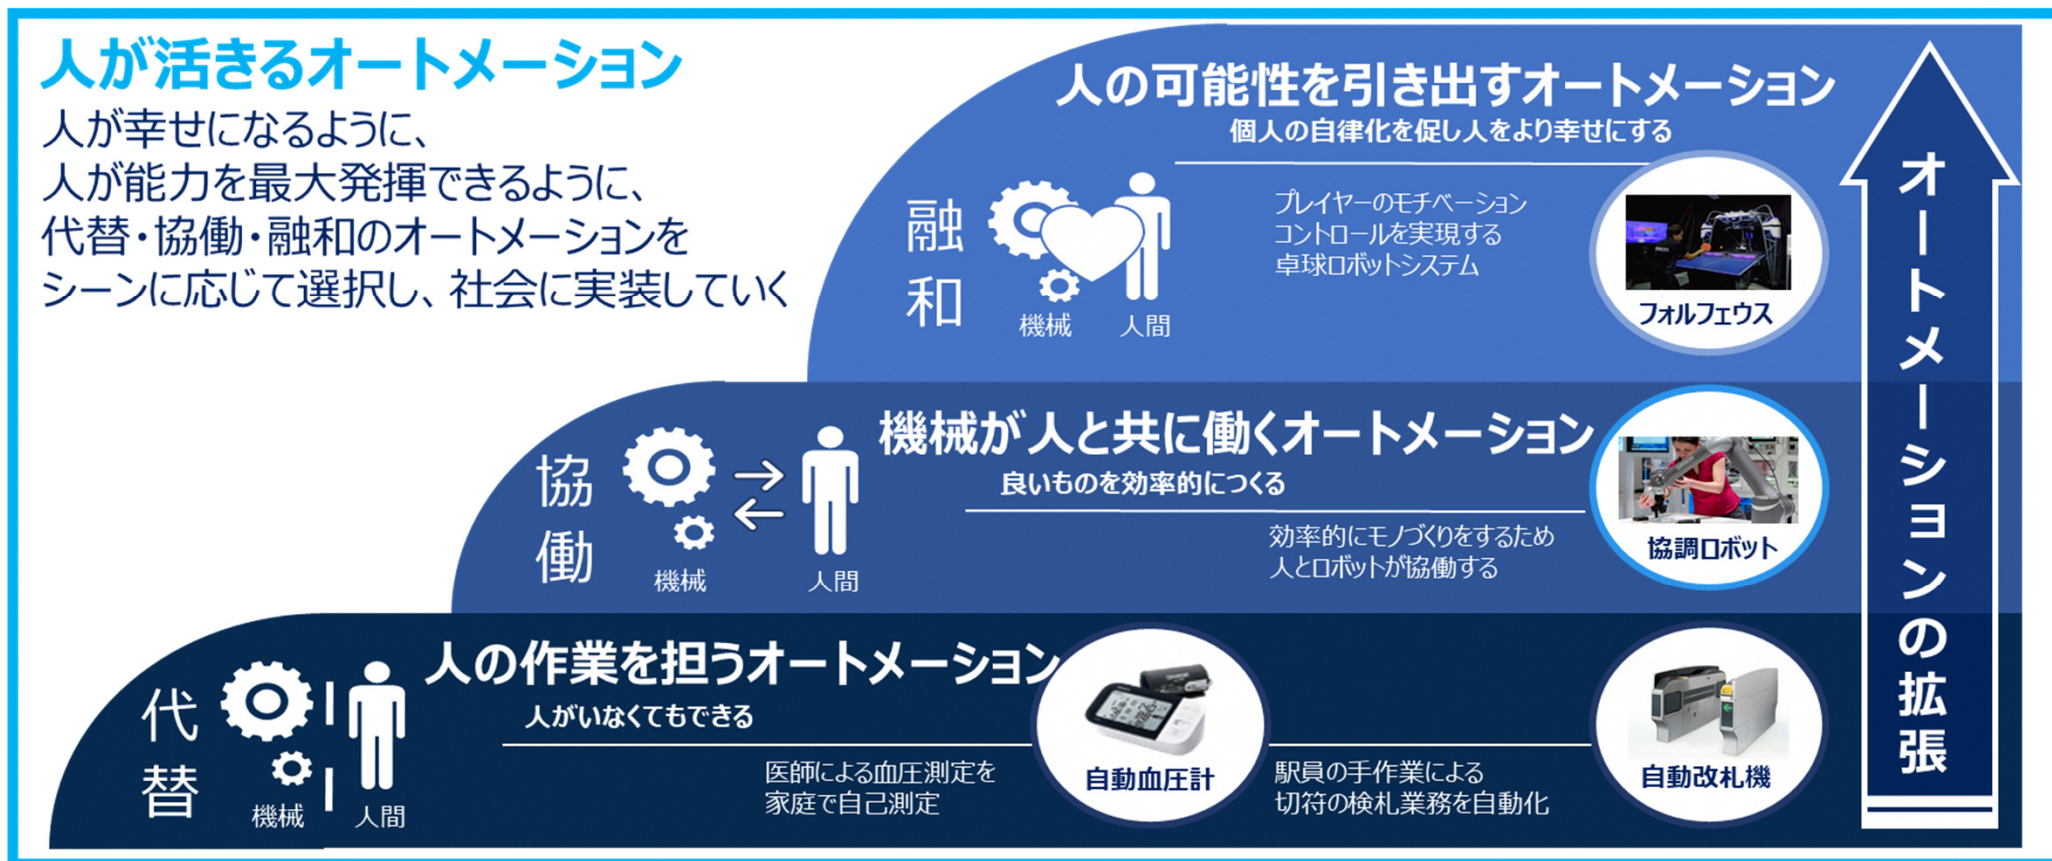 人が活きるオートメーション
人が幸せになるように、
人が能力を最大発揮できるように、
代替・協働・融和のオートメーションを
シーンに応じて選択し、社会に実装していく
人の可能性を引き出すオートメーション
個人の自律化を促し人をより幸せにする
融和
機械
人間
プレイヤーのモチベーション
コントロールを実現する
卓球ロボットシステム
フォルフェウス
機械が人と共に働くオートメーション
良いものを効率的につくる
協働
機械
人間
効率的にモノづくりをするため
人とロボットが協働する
協調ロボット
人の作業を担うオートメーション
人がいなくてもできる
代替
機械
人間
医師による血圧測定を
家庭で自己測定
自動血圧計
駅員の手作業による
切符の検札業務を自動化
自動改札機
オートメーションの拡張